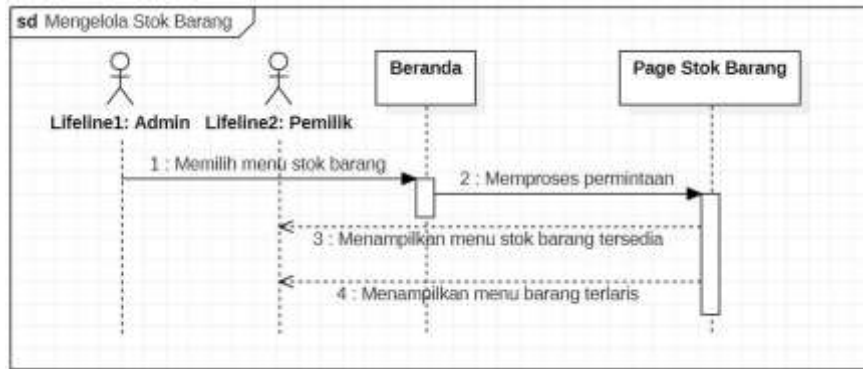 sd Mengelola Stok Barang
Beranda
Page Stok Barang
Lifeline1: Admin
Lifeline2: Pemilik
1 : Memilih menu stok barang
2 : Memproses permintaan
3 : Menampilkan menu stok barang tersedia
4 : Menampilkan menu barang terlaris